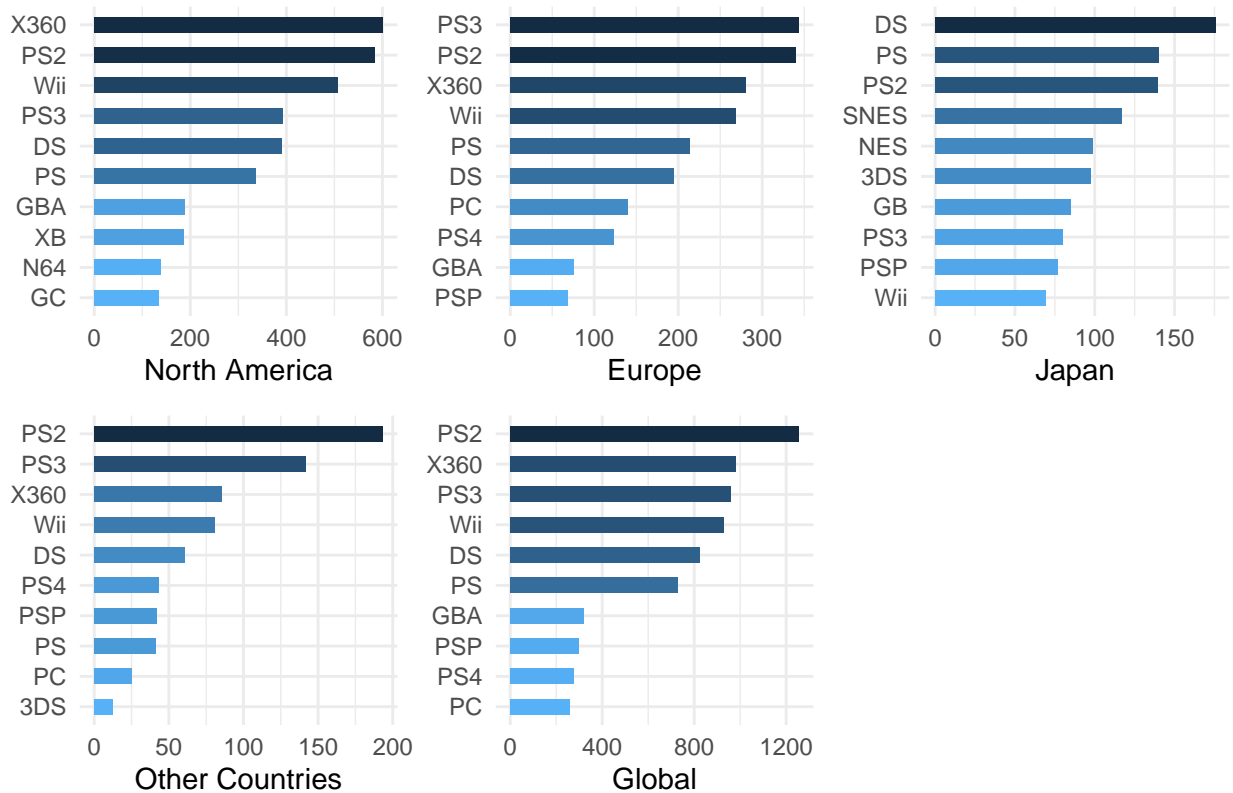 X360
PS2
Wii
PS3
DS
PS
GBA
XB
N64
GC
0 200 400 600
North America
PS3
PS2
X360
Wii
PS
DS
PC
PS4
GBA
PSP
0 100 200 300
Europe
DS
PS
PS2
SNES
NES
3DS
GB
PS3
PSP
Wii
0 50 100 150
Japan
PS2
PS3
X360
Wii
DS
PS4
PSP
PS
PC
3DS
0 50 100 150 200
Other Countries
PS2
X360
PS3
Wii
DS
PS
GBA
PSP
PS4
PC
0 400 800 1200
Global